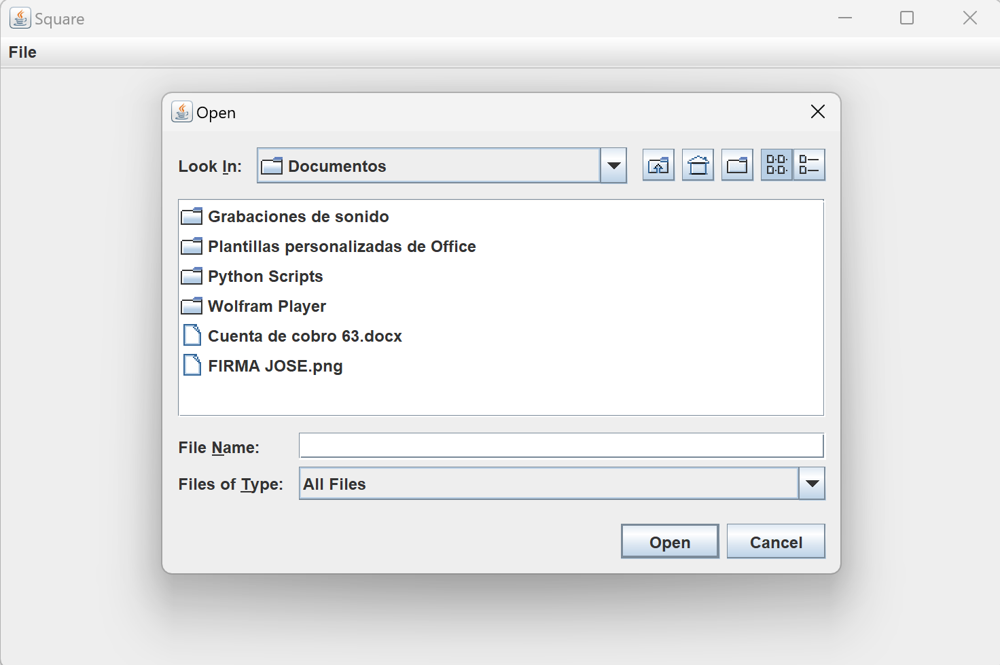 Square
File
Open
Look In: Documentos
Grabaciones de sonido
Plantillas personalizadas de Office
Python Scripts
Wolfram Player
Cuenta de cobro 63.docx
FIRMA JOSE.png
File Name:
Files of Type: All Files
Open Cancel